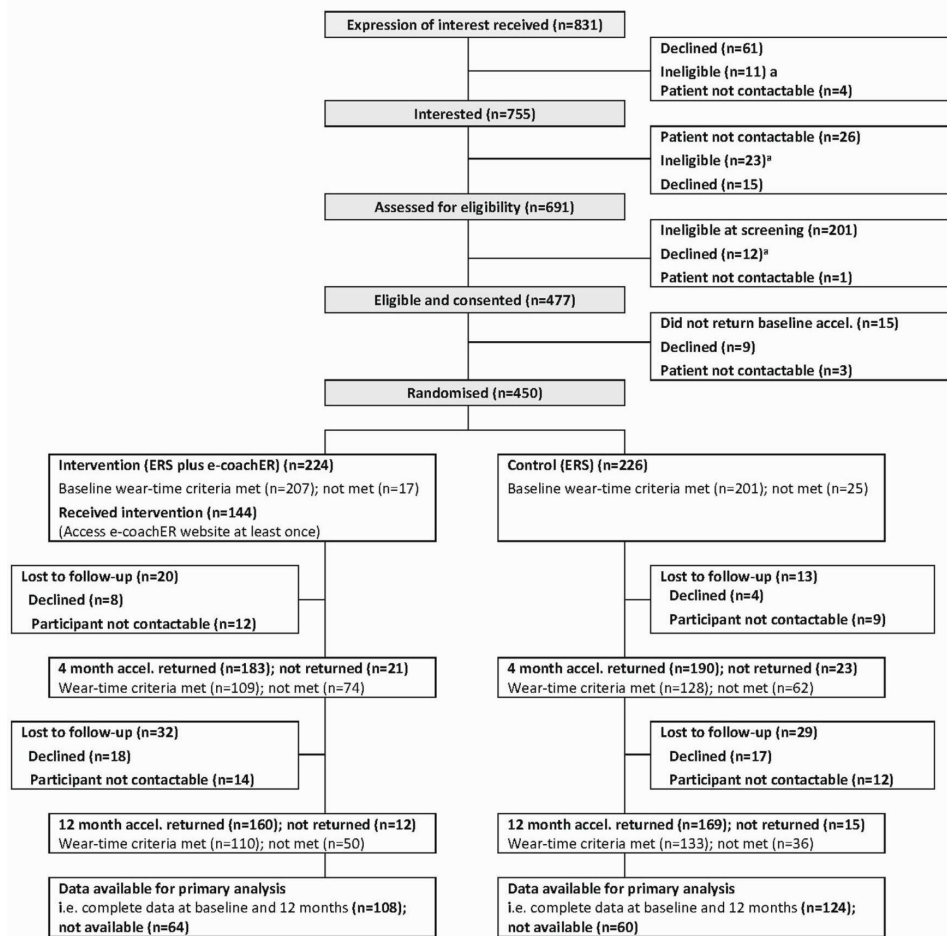 Expression of interest received (n=831)
Declined (n=61)
Ineligible (n=11) a
Patient not contactable (n=4)
Interested (n=755)
Patient not contactable (n=26)
Ineligible (n=23)ª
Declined (n=15)
Assessed for eligibility (n=691)
Ineligible at screening (n=201)
Declined (n=12)ª
Patient not contactable (n=1)
Eligible and consented (n=477)
Did not return baseline accel. (n=15)
Declined (n=9)
Patient not contactable (n=3)
Randomised (n=450)
Intervention (ERS plus e-coachER) (n=224)
Baseline wear-time criteria met (n=207); not met (n=17)
Received intervention (n=144)
(Access e-coachER website at least once)
Control (ERS) (n=226)
Baseline wear-time criteria met (n=201); not met (n=25)
Lost to follow-up (n=20)
Declined (n=8)
Participant not contactable (n=12)
Lost to follow-up (n=13)
Declined (n=4)
Participant not contactable (n=9)
4 month accel. returned (n=183); not returned (n=21)
Wear-time criteria met (n=109); not met (n=74)
4 month accel. returned (n=190); not returned (n=23)
Wear-time criteria met (n=128); not met (n=62)
Lost to follow-up (n=32)
Declined (n=18)
Participant not contactable (n=14)
Lost to follow-up (n=29)
Declined (n=17)
Participant not contactable (n=12)
12 month accel. returned (n=160); not returned (n=12)
Wear-time criteria met (n=110); not met (n=50)
12 month accel. returned (n=169); not returned (n=15)
Wear-time criteria met (n=133); not met (n=36)
Data available for primary analysis
i.e. complete data at baseline and 12 months (n=108);
not available (n=64)
Data available for primary analysis
i.e. complete data at baseline and 12 months (n=124);
not available (n=60)